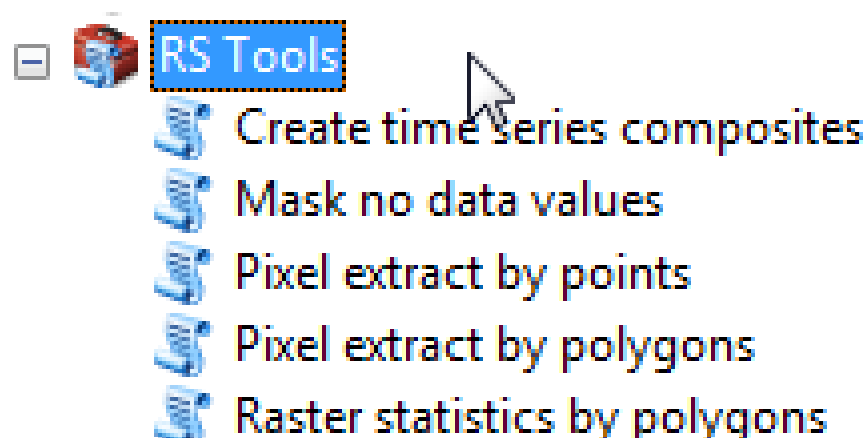 RS Tools
Create time series composites
Mask no data values
Pixel extract by points
Pixel extract by polygons
Raster statistics by polygons